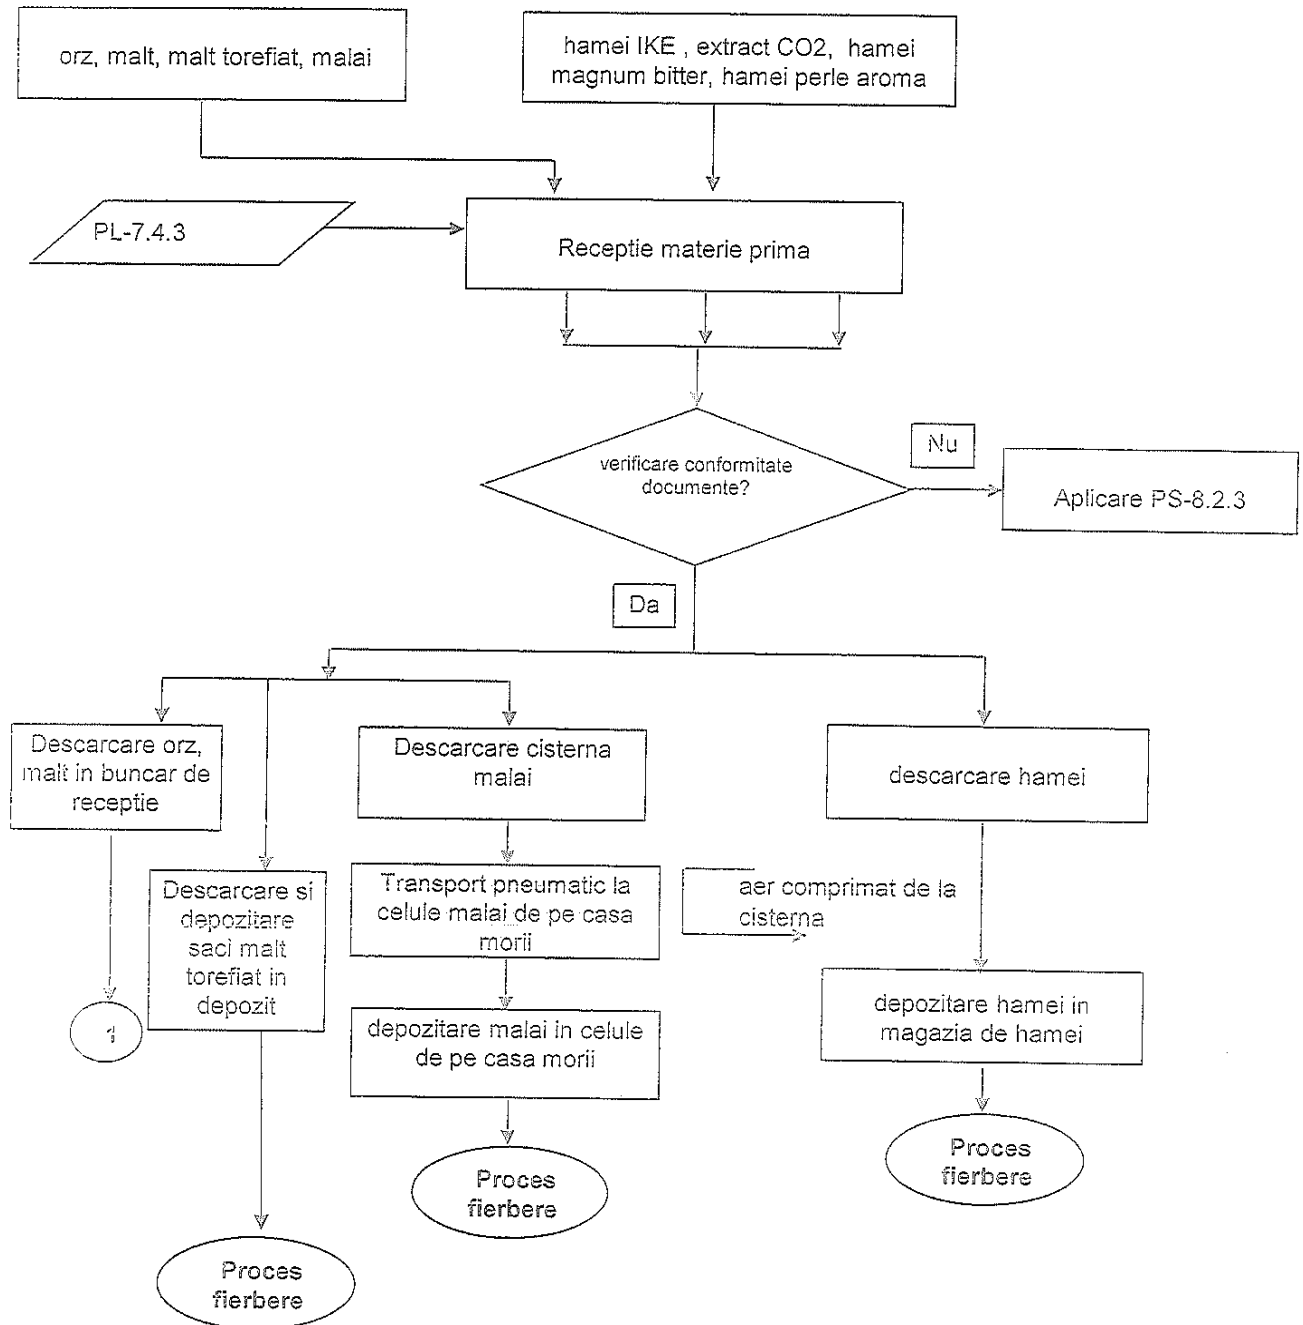 orz, malt, malt torefiat, malai
hamei IKE , extract CO2, hamei
magnum bitter, hamei perle aroma
PL-7.4.3
Receptie materie prima
verificare conformitate
documente?
Nu
Aplicare PS-8.2.3
Da
Descarcare orz,
malt in buncar de
receptie
Descarcare cisterna
malai
descarcare hamei
Descarcare si
depozitare
saci malt
torefiat in
depozit
Transport pneumatic la
celule malai de pe casa
morii
aer comprimat de la
cisterna
1
depozitare malai in celule
de pe casa morii
depozitare hamei in
magazia de hamei
Proces
fierbere
Proces
fierbere
Proces
fierbere